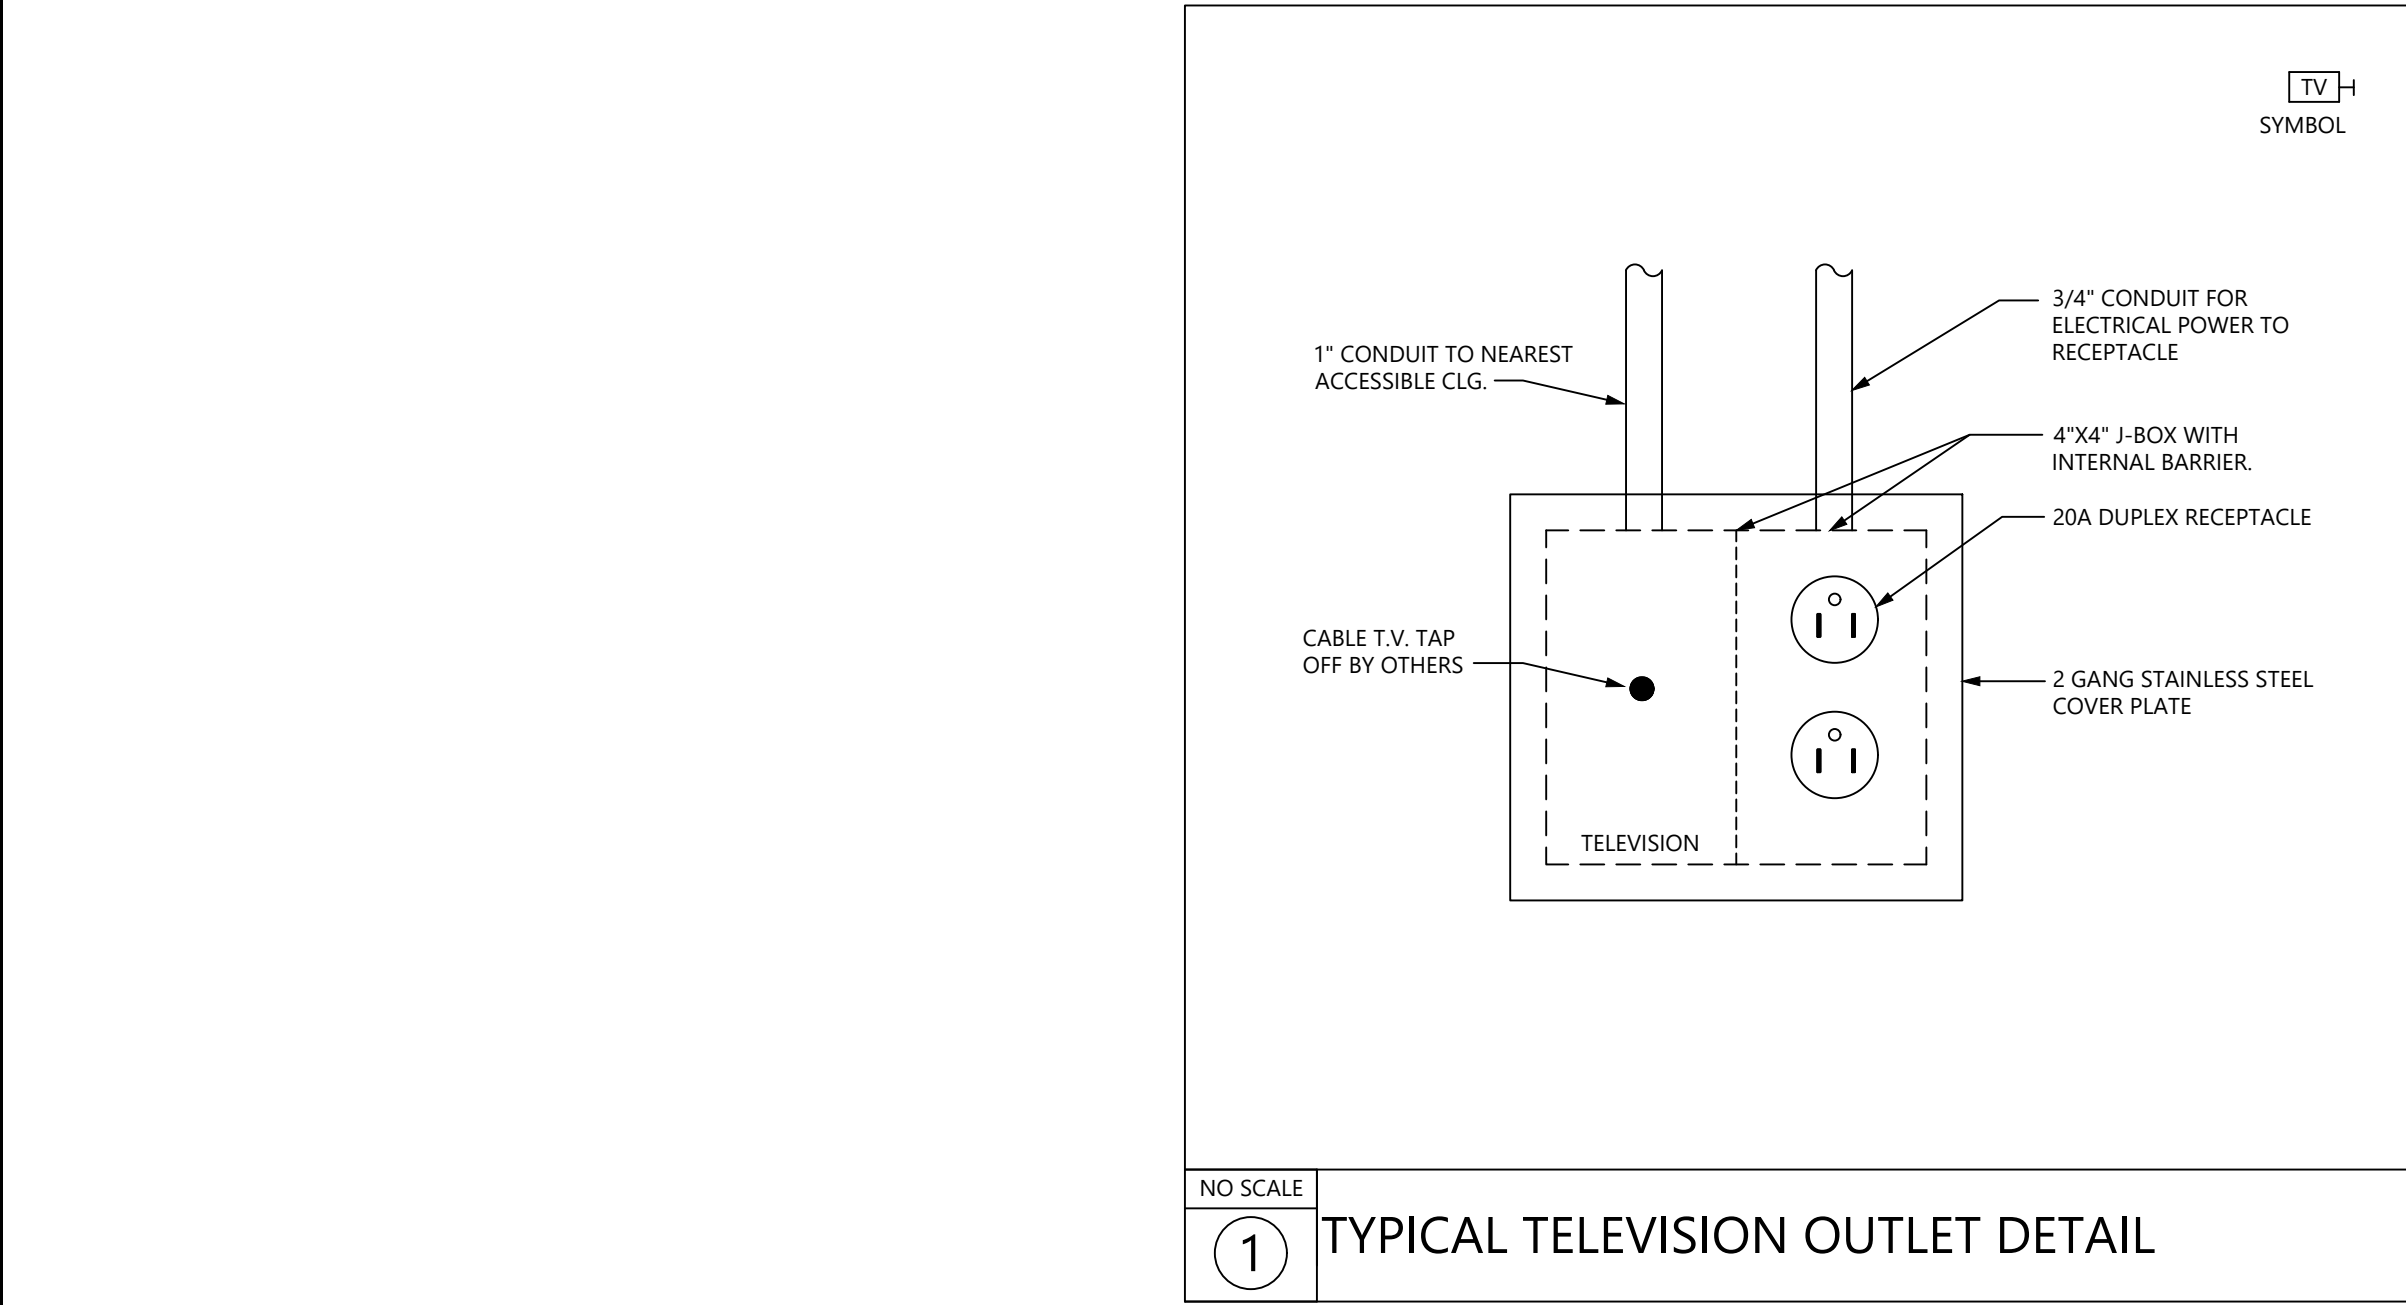 TV
SYMBOL
3/4" CONDUIT FOR
ELECTRICAL POWER TO
RECEPTACLE
1" CONDUIT TO NEAREST
ACCESSIBLE CLG.
4"X4" J-BOX WITH
INTERNAL BARRIER.
20A DUPLEX RECEPTACLE
CABLE T.V. TAP
OFF BY OTHERS
2 GANG STAINLESS STEEL
COVER PLATE
TELEVISION
NO SCALE
1
TYPICAL TELEVISION OUTLET DETAIL